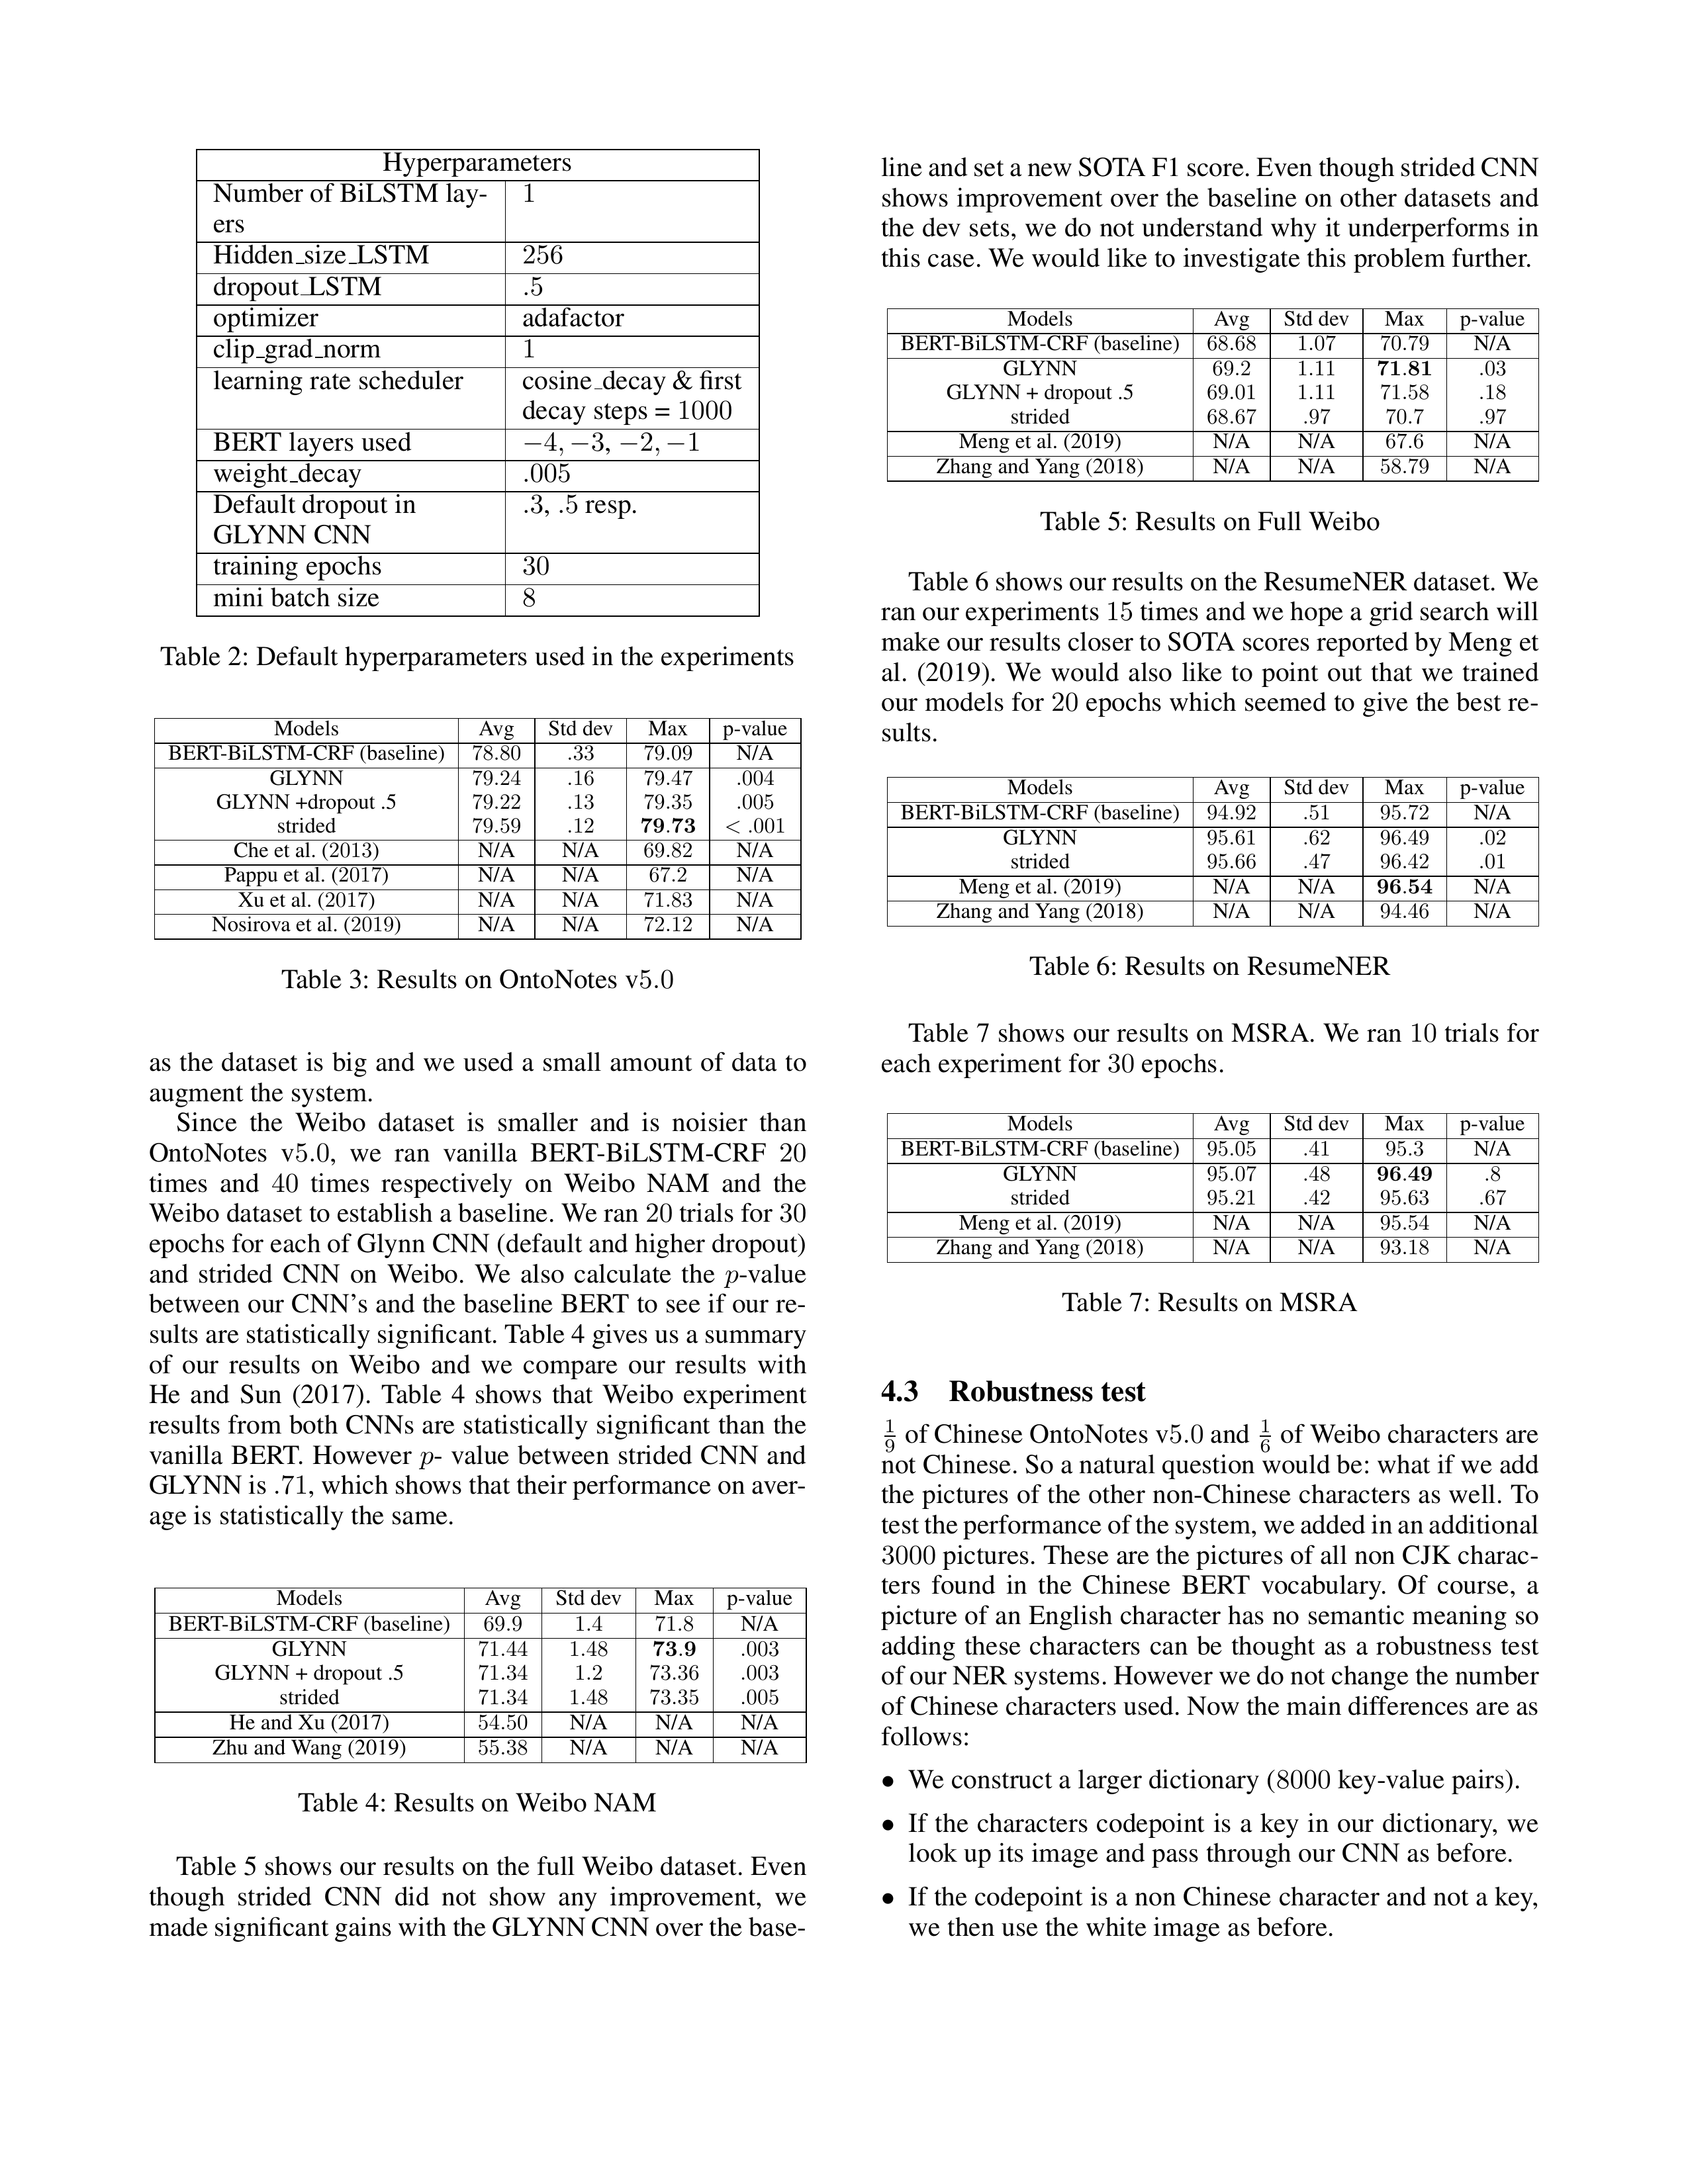 Hyperparameters
Number of BiLSTM lay- 1
ers
Hidden_size_LSTM 256
dropout_LSTM .5
optimizer adafactor
clip_grad_norm 1
learning rate scheduler cosine_decay & first
decay steps = 1000
BERT layers used −4, −3, −2, −1
weight_decay .005
Default dropout in .3, .5 resp.
GLYNN CNN
training epochs 30
mini batch size 8
Table 2: Default hyperparameters used in the experiments
Models Avg Std dev Max p-value
BERT-BiLSTM-CRF (baseline) 78.80 .33 79.09 N/A
GLYNN 79.24 .16 79.47 .004
GLYNN +dropout .5 79.22 .13 79.35 .005
strided 79.59 .12 79.73 < .001
Che et al. (2013) N/A N/A 69.82 N/A
Pappu et al. (2017) N/A N/A 67.2 N/A
Xu et al. (2017) N/A N/A 71.83 N/A
Nosirova et al. (2019) N/A N/A 72.12 N/A
Table 3: Results on OntoNotes v5.0
as the dataset is big and we used a small amount of data to
augment the system.
Since the Weibo dataset is smaller and is noisier than
OntoNotes v5.0, we ran vanilla BERT-BiLSTM-CRF 20
times and 40 times respectively on Weibo NAM and the
Weibo dataset to establish a baseline. We ran 20 trials for 30
epochs for each of Glynn CNN (default and higher dropout)
and strided CNN on Weibo. We also calculate the p-value
between our CNN's and the baseline BERT to see if our re-
sults are statistically significant. Table 4 gives us a summary
of our results on Weibo and we compare our results with
He and Sun (2017). Table 4 shows that Weibo experiment
results from both CNNs are statistically significant than the
vanilla BERT. However p- value between strided CNN and
GLYNN is .71, which shows that their performance on aver-
age is statistically the same.
Models Avg Std dev Max p-value
BERT-BiLSTM-CRF (baseline) 69.9 1.4 71.8 N/A
GLYNN 71.44 1.48 73.9 .003
GLYNN + dropout .5 71.34 1.2 73.36 .003
strided 71.34 1.48 73.35 .005
He and Xu (2017) 54.50 N/A N/A N/A
Zhu and Wang (2019) 55.38 N/A N/A N/A
Table 4: Results on Weibo NAM
Table 5 shows our results on the full Weibo dataset. Even
though strided CNN did not show any improvement, we
made significant gains with the GLYNN CNN over the base-
line and set a new SOTA F1 score. Even though strided CNN
shows improvement over the baseline on other datasets and
the dev sets, we do not understand why it underperforms in
this case. We would like to investigate this problem further.
Models Avg Std dev Max p-value
BERT-BiLSTM-CRF (baseline) 68.68 1.07 70.79 N/A
GLYNN 69.2 1.11 71.81 .03
GLYNN + dropout .5 69.01 1.11 71.58 .18
strided 68.67 .97 70.7 .97
Meng et al. (2019) N/A N/A 67.6 N/A
Zhang and Yang (2018) N/A N/A 58.79 N/A
Table 5: Results on Full Weibo
Table 6 shows our results on the ResumeNER dataset. We
ran our experiments 15 times and we hope a grid search will
make our results closer to SOTA scores reported by Meng et
al. (2019). We would also like to point out that we trained
our models for 20 epochs which seemed to give the best re-
sults.
Models Avg Std dev Max p-value
BERT-BiLSTM-CRF (baseline) 94.92 .51 95.72 N/A
GLYNN 95.61 .62 96.49 .02
strided 95.66 .47 96.42 .01
Meng et al. (2019) N/A N/A 96.54 N/A
Zhang and Yang (2018) N/A N/A 94.46 N/A
Table 6: Results on ResumeNER
Table 7 shows our results on MSRA. We ran 10 trials for
each experiment for 30 epochs.
Models Avg Std dev Max p-value
BERT-BiLSTM-CRF (baseline) 95.05 .41 95.3 N/A
GLYNN 95.07 .48 96.49 .8
strided 95.21 .42 95.63 .67
Meng et al. (2019) N/A N/A 95.54 N/A
Zhang and Yang (2018) N/A N/A 93.18 N/A
Table 7: Results on MSRA
4.3 Robustness test
1/9 of Chinese OntoNotes v5.0 and 1/6 of Weibo characters are
not Chinese. So a natural question would be: what if we add
the pictures of the other non-Chinese characters as well. To
test the performance of the system, we added in an additional
3000 pictures. These are the pictures of all non CJK charac-
ters found in the Chinese BERT vocabulary. Of course, a
picture of an English character has no semantic meaning so
adding these characters can be thought as a robustness test
of our NER systems. However we do not change the number
of Chinese characters used. Now the main differences are as
follows:
• We construct a larger dictionary (8000 key-value pairs).
• If the characters codepoint is a key in our dictionary, we
look up its image and pass through our CNN as before.
• If the codepoint is a non Chinese character and not a key,
we then use the white image as before.